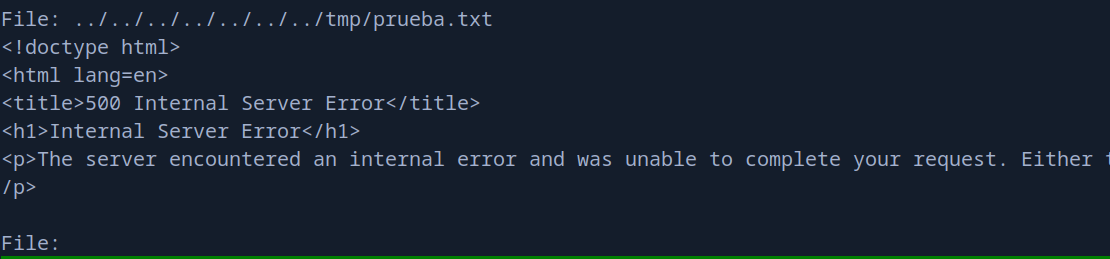 File: ../../../../../../../tmp/prueba.txt
<!doctype html>
<html lang=en>
<title>500 Internal Server Error</title>
<h1>Internal Server Error</h1>
<p>The server encountered an internal error and was unable to complete your request. Either
/p>
File: